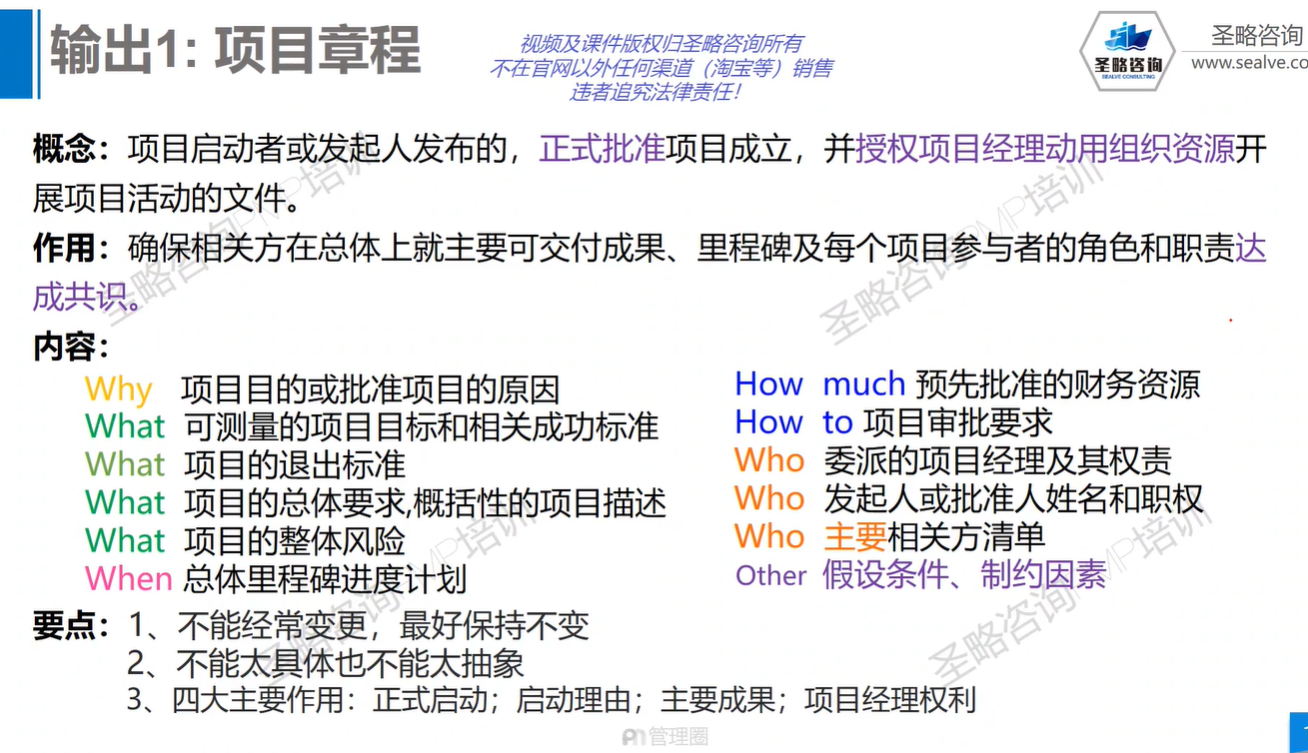 输出1: 项目章程
视频及课件版权归圣略咨询所有
不在官网以外任何渠道（淘宝等）销售
违者追究法律责任！
圣略咨询
SEALVE CONSULTING
圣略咨询
www.sealve.co
概念：项目启动者或发起人发布的，正式批准项目成立，并授权项目经理动用组织资源开
展项目活动的文件。
作用：确保相关方在总体上就主要可交付成果、里程碑及每个项目参与者的角色和职责达
成共识。
内容：
Why 项目目的或批准项目的原因
What 可测量的项目目标和相关成功标准
What 项目的退出标准
What 项目的总体要求,概括性的项目描述
What 项目的整体风险
When 总体里程碑进度计划
How much 预先批准的财务资源
How to 项目审批要求
Who 委派的项目经理及其权责
Who 发起人或批准人姓名和职权
Who 主要相关方清单
Other 假设条件、制约因素
要点：1、不能经常变更，最好保持不变
2、不能太具体也不能太抽象
3、四大主要作用：正式启动；启动理由；主要成果；项目经理权利
圣略咨询PMP培训
圣略咨询PMP培训
圣略咨询PMP培训
圣略咨询PMP培训
管理圈